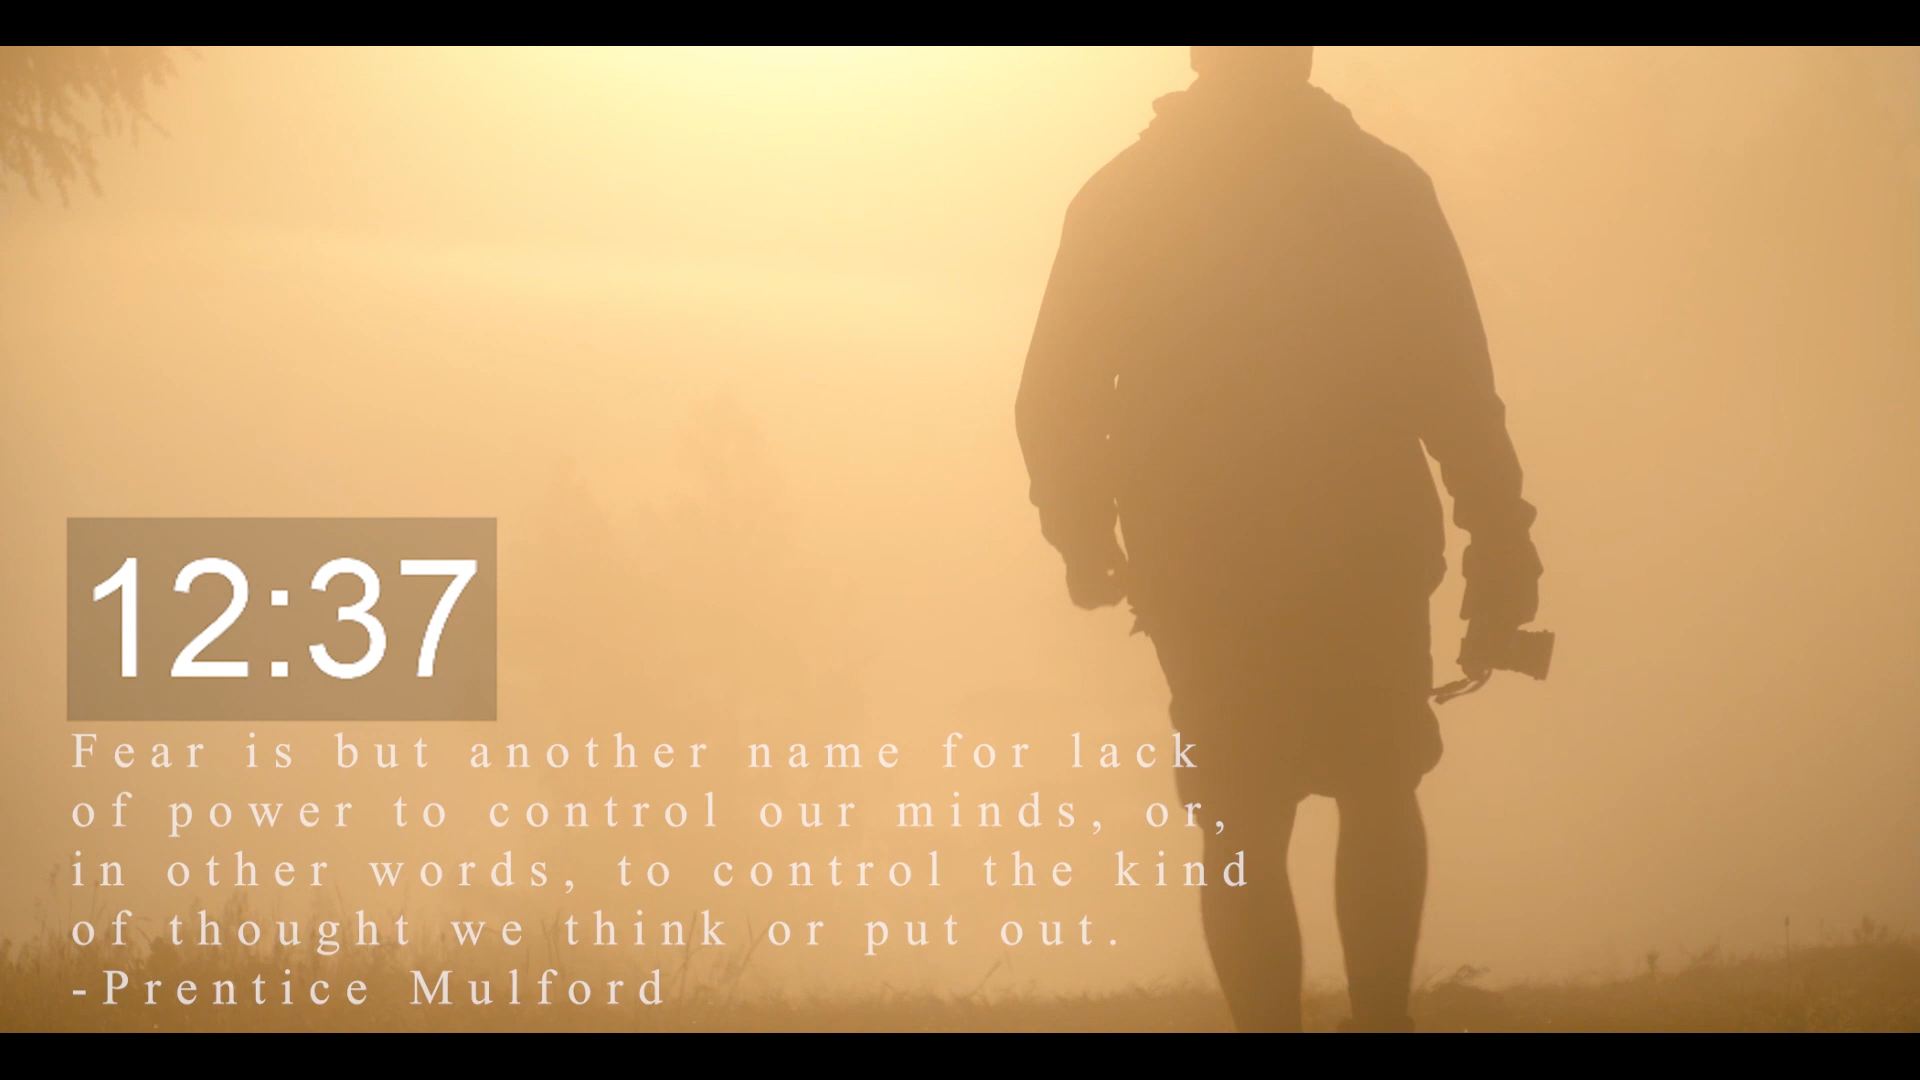 12:37
Fear is but another name for lack
of power to control our minds, or,
in other words, to control the kind
of thought we think or put out.
-Prentice Mulford